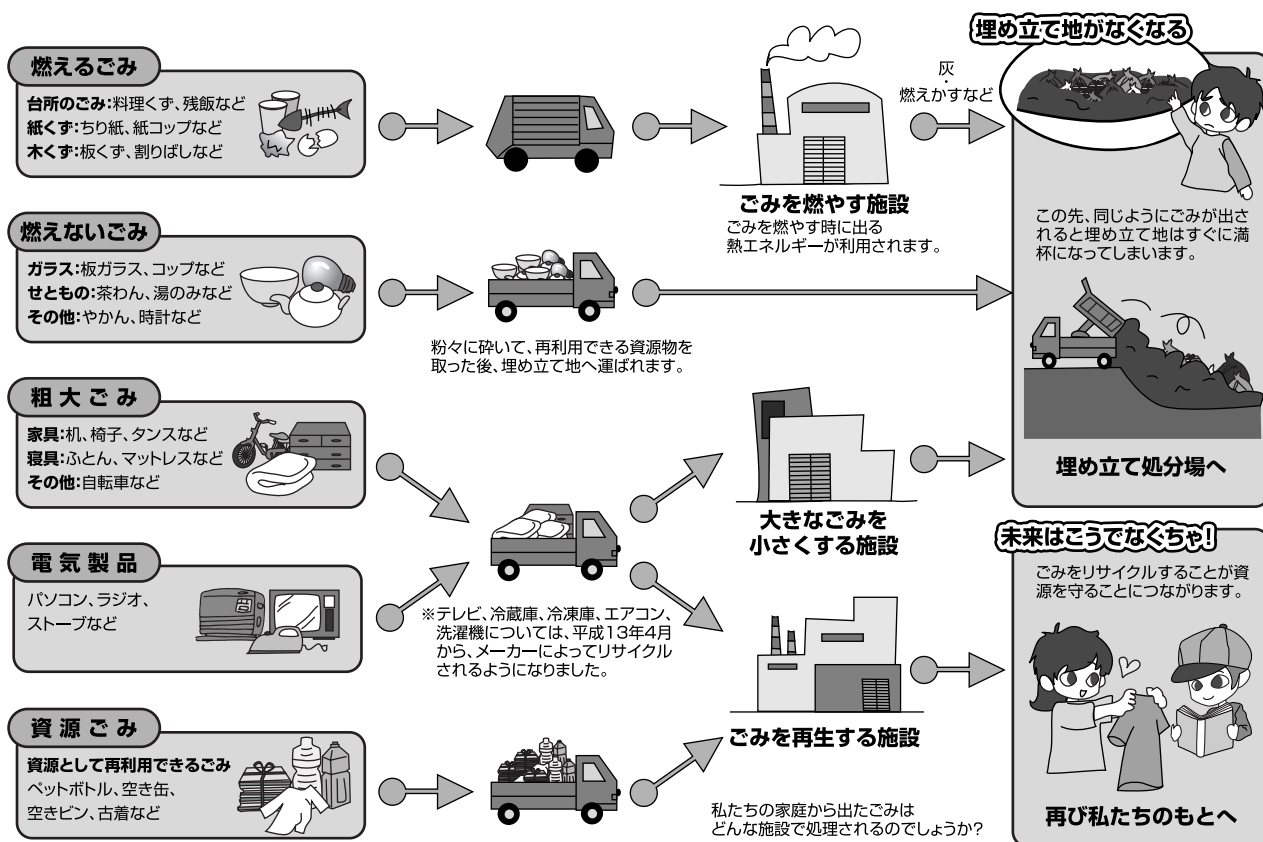 燃えるごみ
台所のごみ:料理くず、残飯など
紙くず:ちり紙、紙コップなど
木くず:板くず、割りばしなど
ごみを燃やす施設
ごみを燃やす時に出る
熱エネルギーが利用されます。
灰
・
燃えかすなど
燃えないごみ
ガラス:板ガラス、コップなど
せともの:茶わん、湯のみなど
その他:やかん、時計など
粉々に砕いて、再利用できる資源物を
取った後、埋め立て地へ運ばれます。
粗大ごみ
家具:机、椅子、タンスなど
寝具:ふとん、マットレスなど
その他:自転車など
電気製品
パソコン、ラジオ、
ストーブなど
※テレビ、冷蔵庫、冷凍庫、エアコン、
洗濯機については、平成13年4月
から、メーカーによってリサイクル
されるようになりました。
大きなごみを
小さくする施設
資源ごみ
資源として再利用できるごみ
ペットボトル、空き缶、
空きビン、古着など
ごみを再生する施設
私たちの家庭から出たごみは
どんな施設で処理されるのでしょうか?
埋め立て地がなくなる
この先、同じようにごみが出さ
れると埋め立て地はすぐに満
杯になってしまいます。
埋め立て処分場へ
未来はこうでなくちゃ!
ごみをリサイクルすることが資
源を守ることにつながります。
再び私たちのもとへ